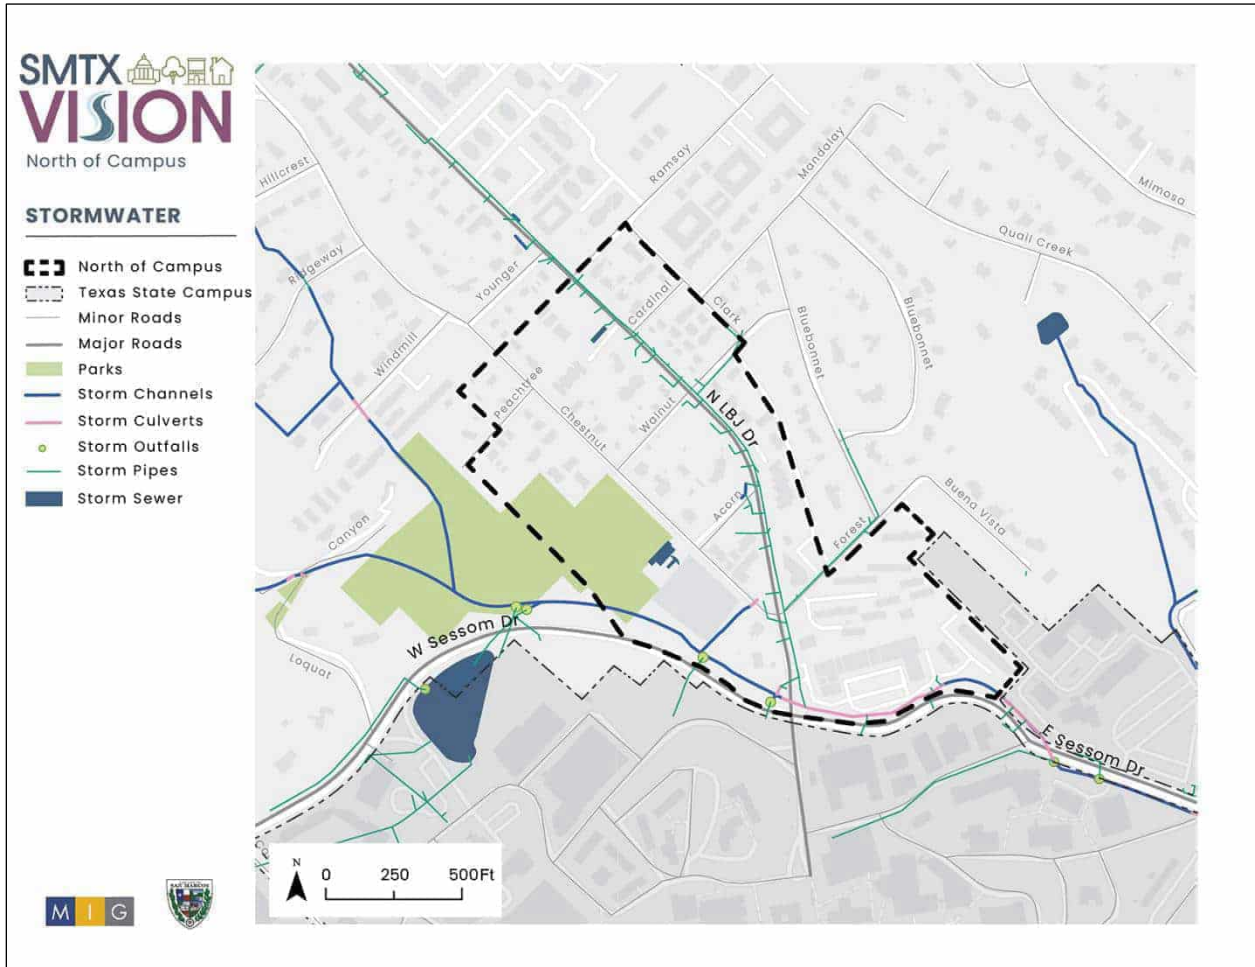 SMTX
VISION
North of Campus
STORMWATER
North of Campus
Texas State Campus
Minor Roads
Major Roads
Parks
Storm Channels
Storm Culverts
Storm Outfalls
Storm Pipes
Storm Sewer
Hillcrest
Ridgeway
Windmill
Younger
Ramsay
Mandalay
Mimosa
Quail Creek
Cardinal
Clark
Bluebonnet
Bluebonnet
Peachtree
Chestnut
Walnut
N LBJ Dr
Acorn
Forest
Buena Vista
Canyon
Loquat
W Sessom Dr
E Sessom Dr
N
0 250 500Ft
MIG
SAN MARCOS